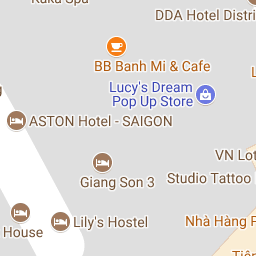 DDA Hotel Distri
BB Banh Mi & Cafe
Lucy's Dream
Pop Up Store
ASTON Hotel - SAIGON
VN Lot
Giang Son 3
Studio Tattoo
Lily's Hostel
House
Nhà Hàng